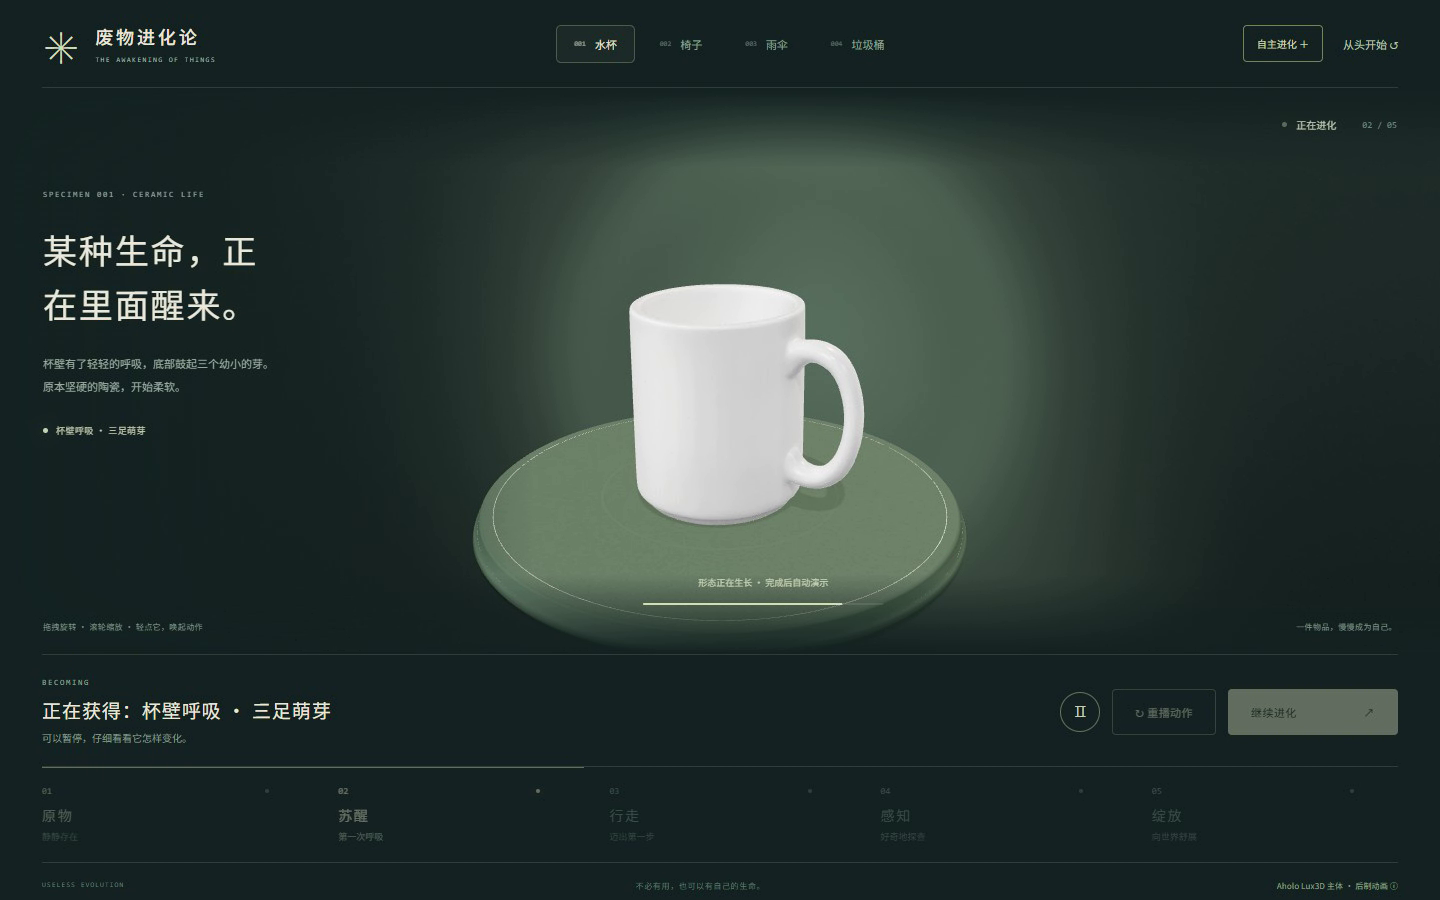 废物进化论
THE AWAKENING OF THINGS
001 水杯
002 椅子
003 雨伞
004 垃圾桶
自主进化 +
从头开始 ↺
正在进化
02 / 05
SPECIMEN 001 · CERAMIC LIFE
某种生命，正
在里面醒来。
杯壁有了轻轻的呼吸，底部鼓起三个幼小的芽。
原本坚硬的陶瓷，开始柔软。
杯壁呼吸 · 三足萌芽
形态正在生长 · 完成后自动演示
拖拽旋转 · 滚轮缩放 · 轻点它，唤起动作
一件物品，慢慢成为自己。
BECOMING
正在获得：杯壁呼吸 · 三足萌芽
可以暂停，仔细看看它怎样变化。
↻ 重播动作
继续进化 ↗
01
原物
静静存在
02
苏醒
第一次呼吸
03
行走
迈出第一步
04
感知
好奇地探查
05
绽放
向世界舒展
USELESS EVOLUTION
不必有用，也可以有自己的生命。
Aholo Lux3D 主体 · 后制动画 ⓘ